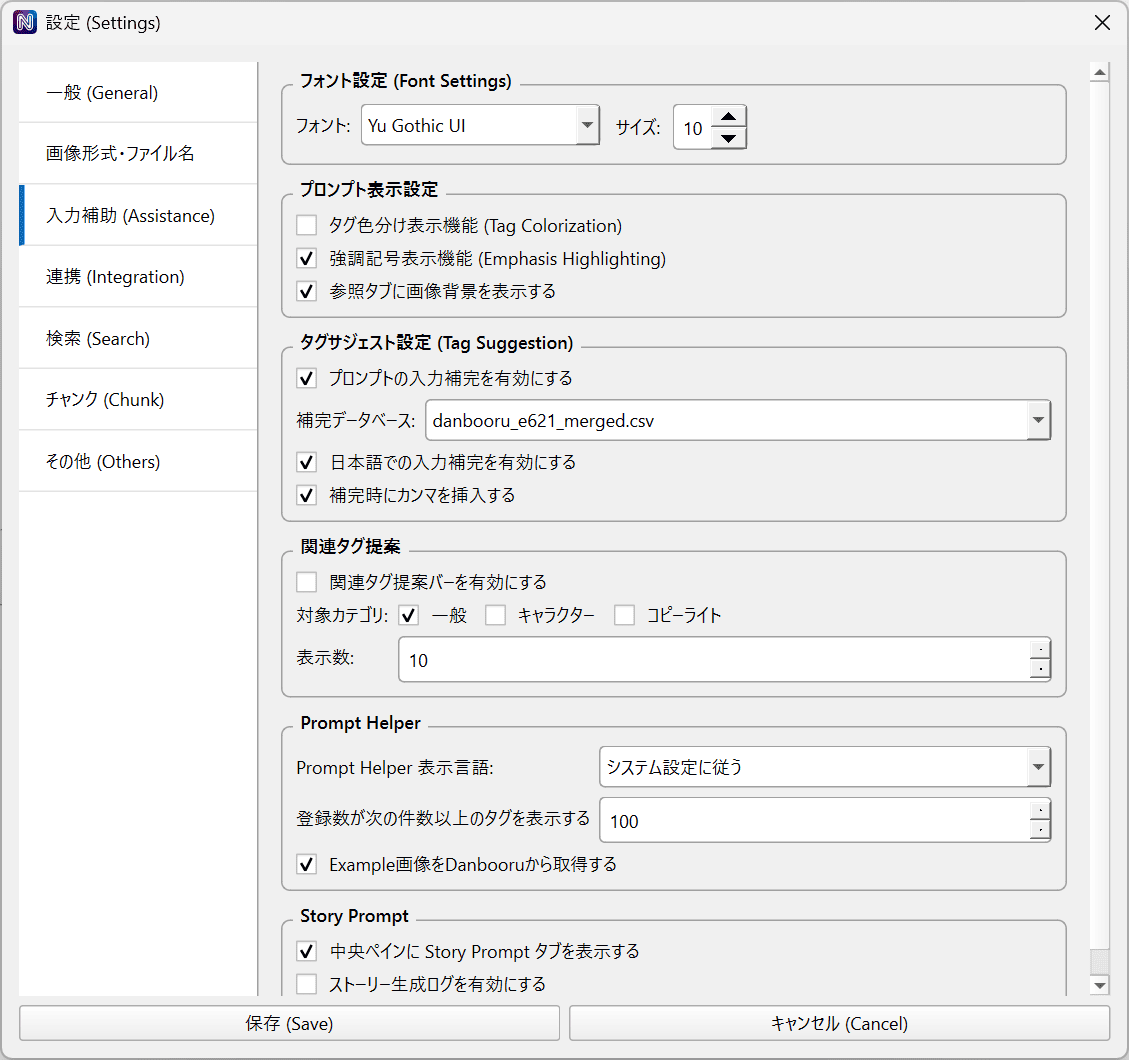 設定 (Settings)
一般 (General)
画像形式・ファイル名
入力補助 (Assistance)
連携 (Integration)
検索 (Search)
チャンク (Chunk)
その他 (Others)
フォント設定 (Font Settings)
フォント: Yu Gothic UI サイズ: 10
プロンプト表示設定
タグ色分け表示機能 (Tag Colorization)
強調記号表示機能 (Emphasis Highlighting)
参照タブに画像背景を表示する
タグサジェスト設定 (Tag Suggestion)
プロンプトの入力補完を有効にする
補完データベース: danbooru_e621_merged.csv
日本語での入力補完を有効にする
補完時にカンマを挿入する
関連タグ提案
関連タグ提案バーを有効にする
対象カテゴリ: 一般 キャラクター コピーライト
表示数: 10
Prompt Helper
Prompt Helper 表示言語: システム設定に従う
登録数が次の件数以上のタグを表示する 100
Example画像をDanbooruから取得する
Story Prompt
中央ペインに Story Prompt タブを表示する
ストーリー生成ログを有効にする
保存 (Save) キャンセル (Cancel)